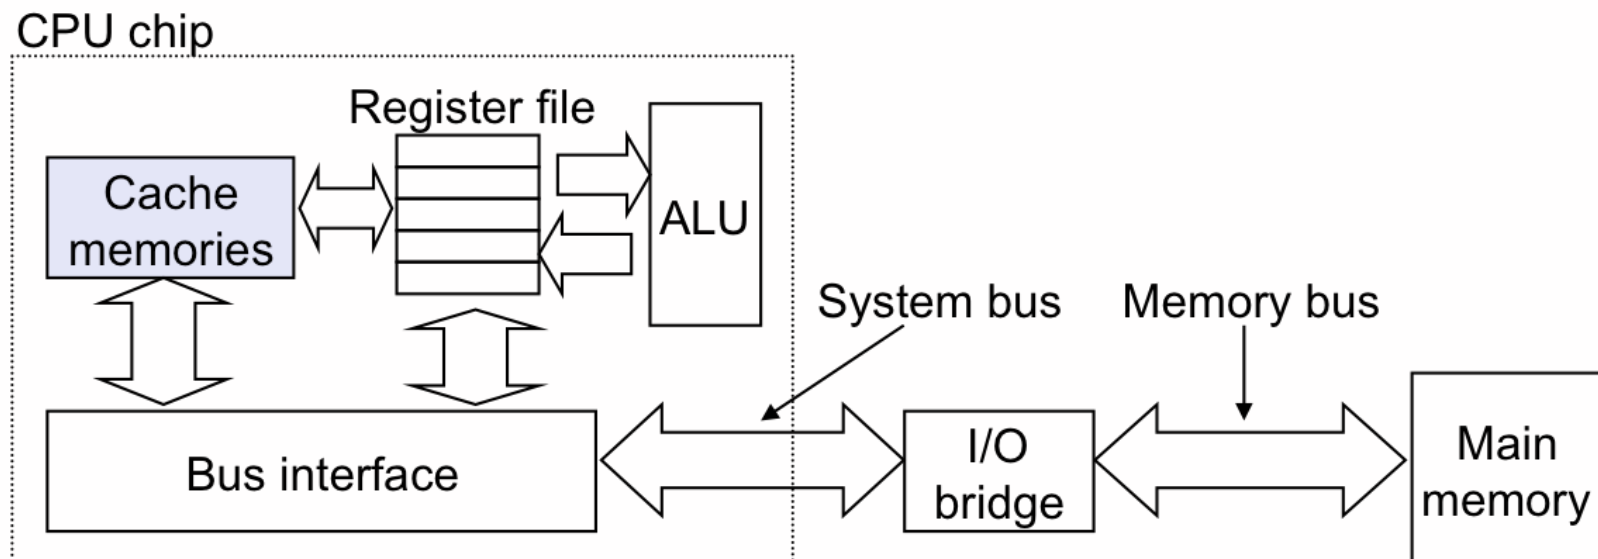 CPU chip
Register file
Cache
memories
ALU
System bus
Memory bus
Bus interface
I/O
bridge
Main
memory